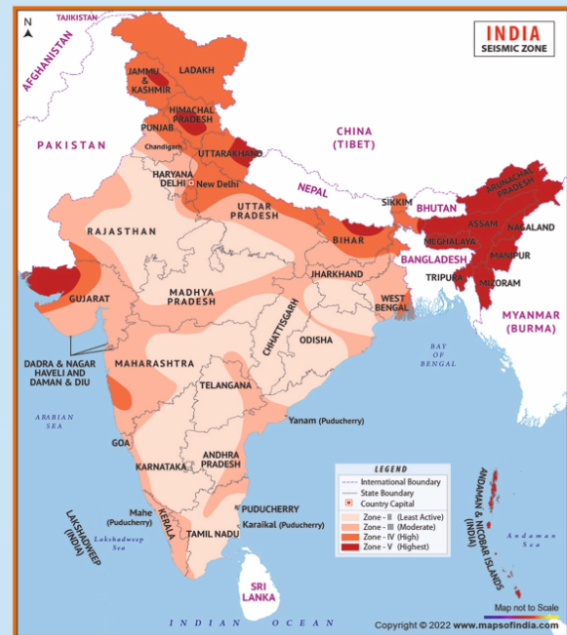 N
TAJIKISTAN
AFGHANISTAN
INDIA
SEISMIC ZONE
LADAKH
JAMMU
&
KASHMIR
HIMACHAL
PRADESH
PUNJAB
PAKISTAN
Chandigarh
UTTARAKHAND
CHINA
(TIBET)
HARYANA
DELHI
New Delhi
NEPAL
SIKKIM
BHUTAN
ARUNACHAL
PRADESH
UTTAR
PRADESH
RAJASTHAN
BIHAR
ASSAM
NAGALAND
MEGHALAYA
MANIPUR
BANGLADESH
JHARKHAND
TRIPURA
MIZORAM
GUJARAT
MADHYA
PRADESH
WEST
BENGAL
MYANMAR
(BURMA)
CHHATTISGARH
ODISHA
DADRA & NAGAR
HAVELI AND
DAMAN & DIU
MAHARASHTRA
BAY
OF
BENGAL
TELANGANA
ARABIAN
SEA
Yanam (Puducherry)
GOA
ANDHRA
PRADESH
KARNATAKA
LEGEND
International Boundary
State Boundary
Country Capital
Zone - II (Least Active)
Zone - III (Moderate)
Zone - IV (High)
Zone - V (Highest)
ANDAMAN & NICOBAR ISLANDS
(INDIA)
Andaman
Sea
Mahe
(Puducherry)
PUDUCHERRY
Karaikal (Puducherry)
LAKSHADWEEP
(INDIA)
Lakshadweep
Sea
KERALA
TAMIL NADU
SRI
LANKA
INDIAN OCEAN
Map not to Scale
Copyright © 2022 www.mapsofindia.com